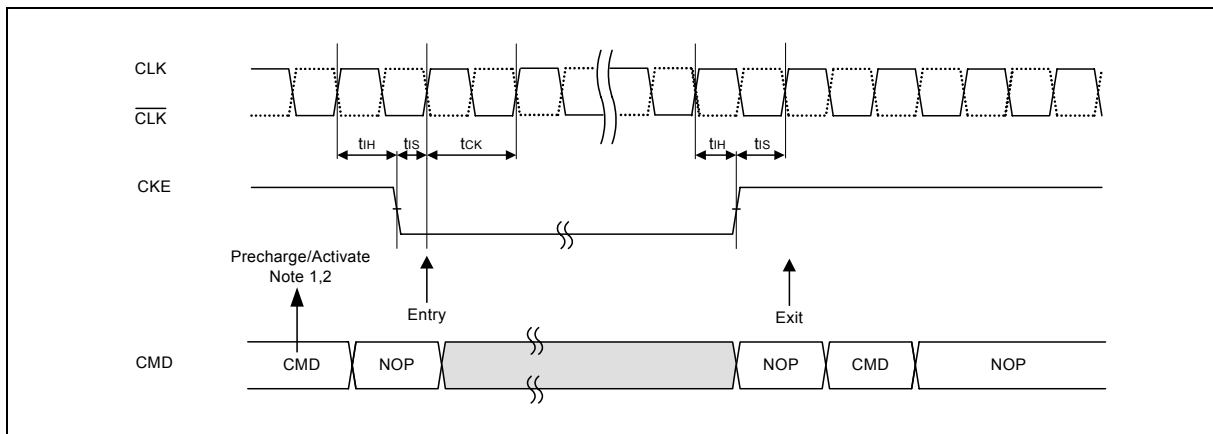 CLK
CLK
tIH tIS tCK tIH tIS
CKE
Precharge/Activate
Note 1,2
Entry
Exit
CMD
CMD NOP NOP CMD NOP